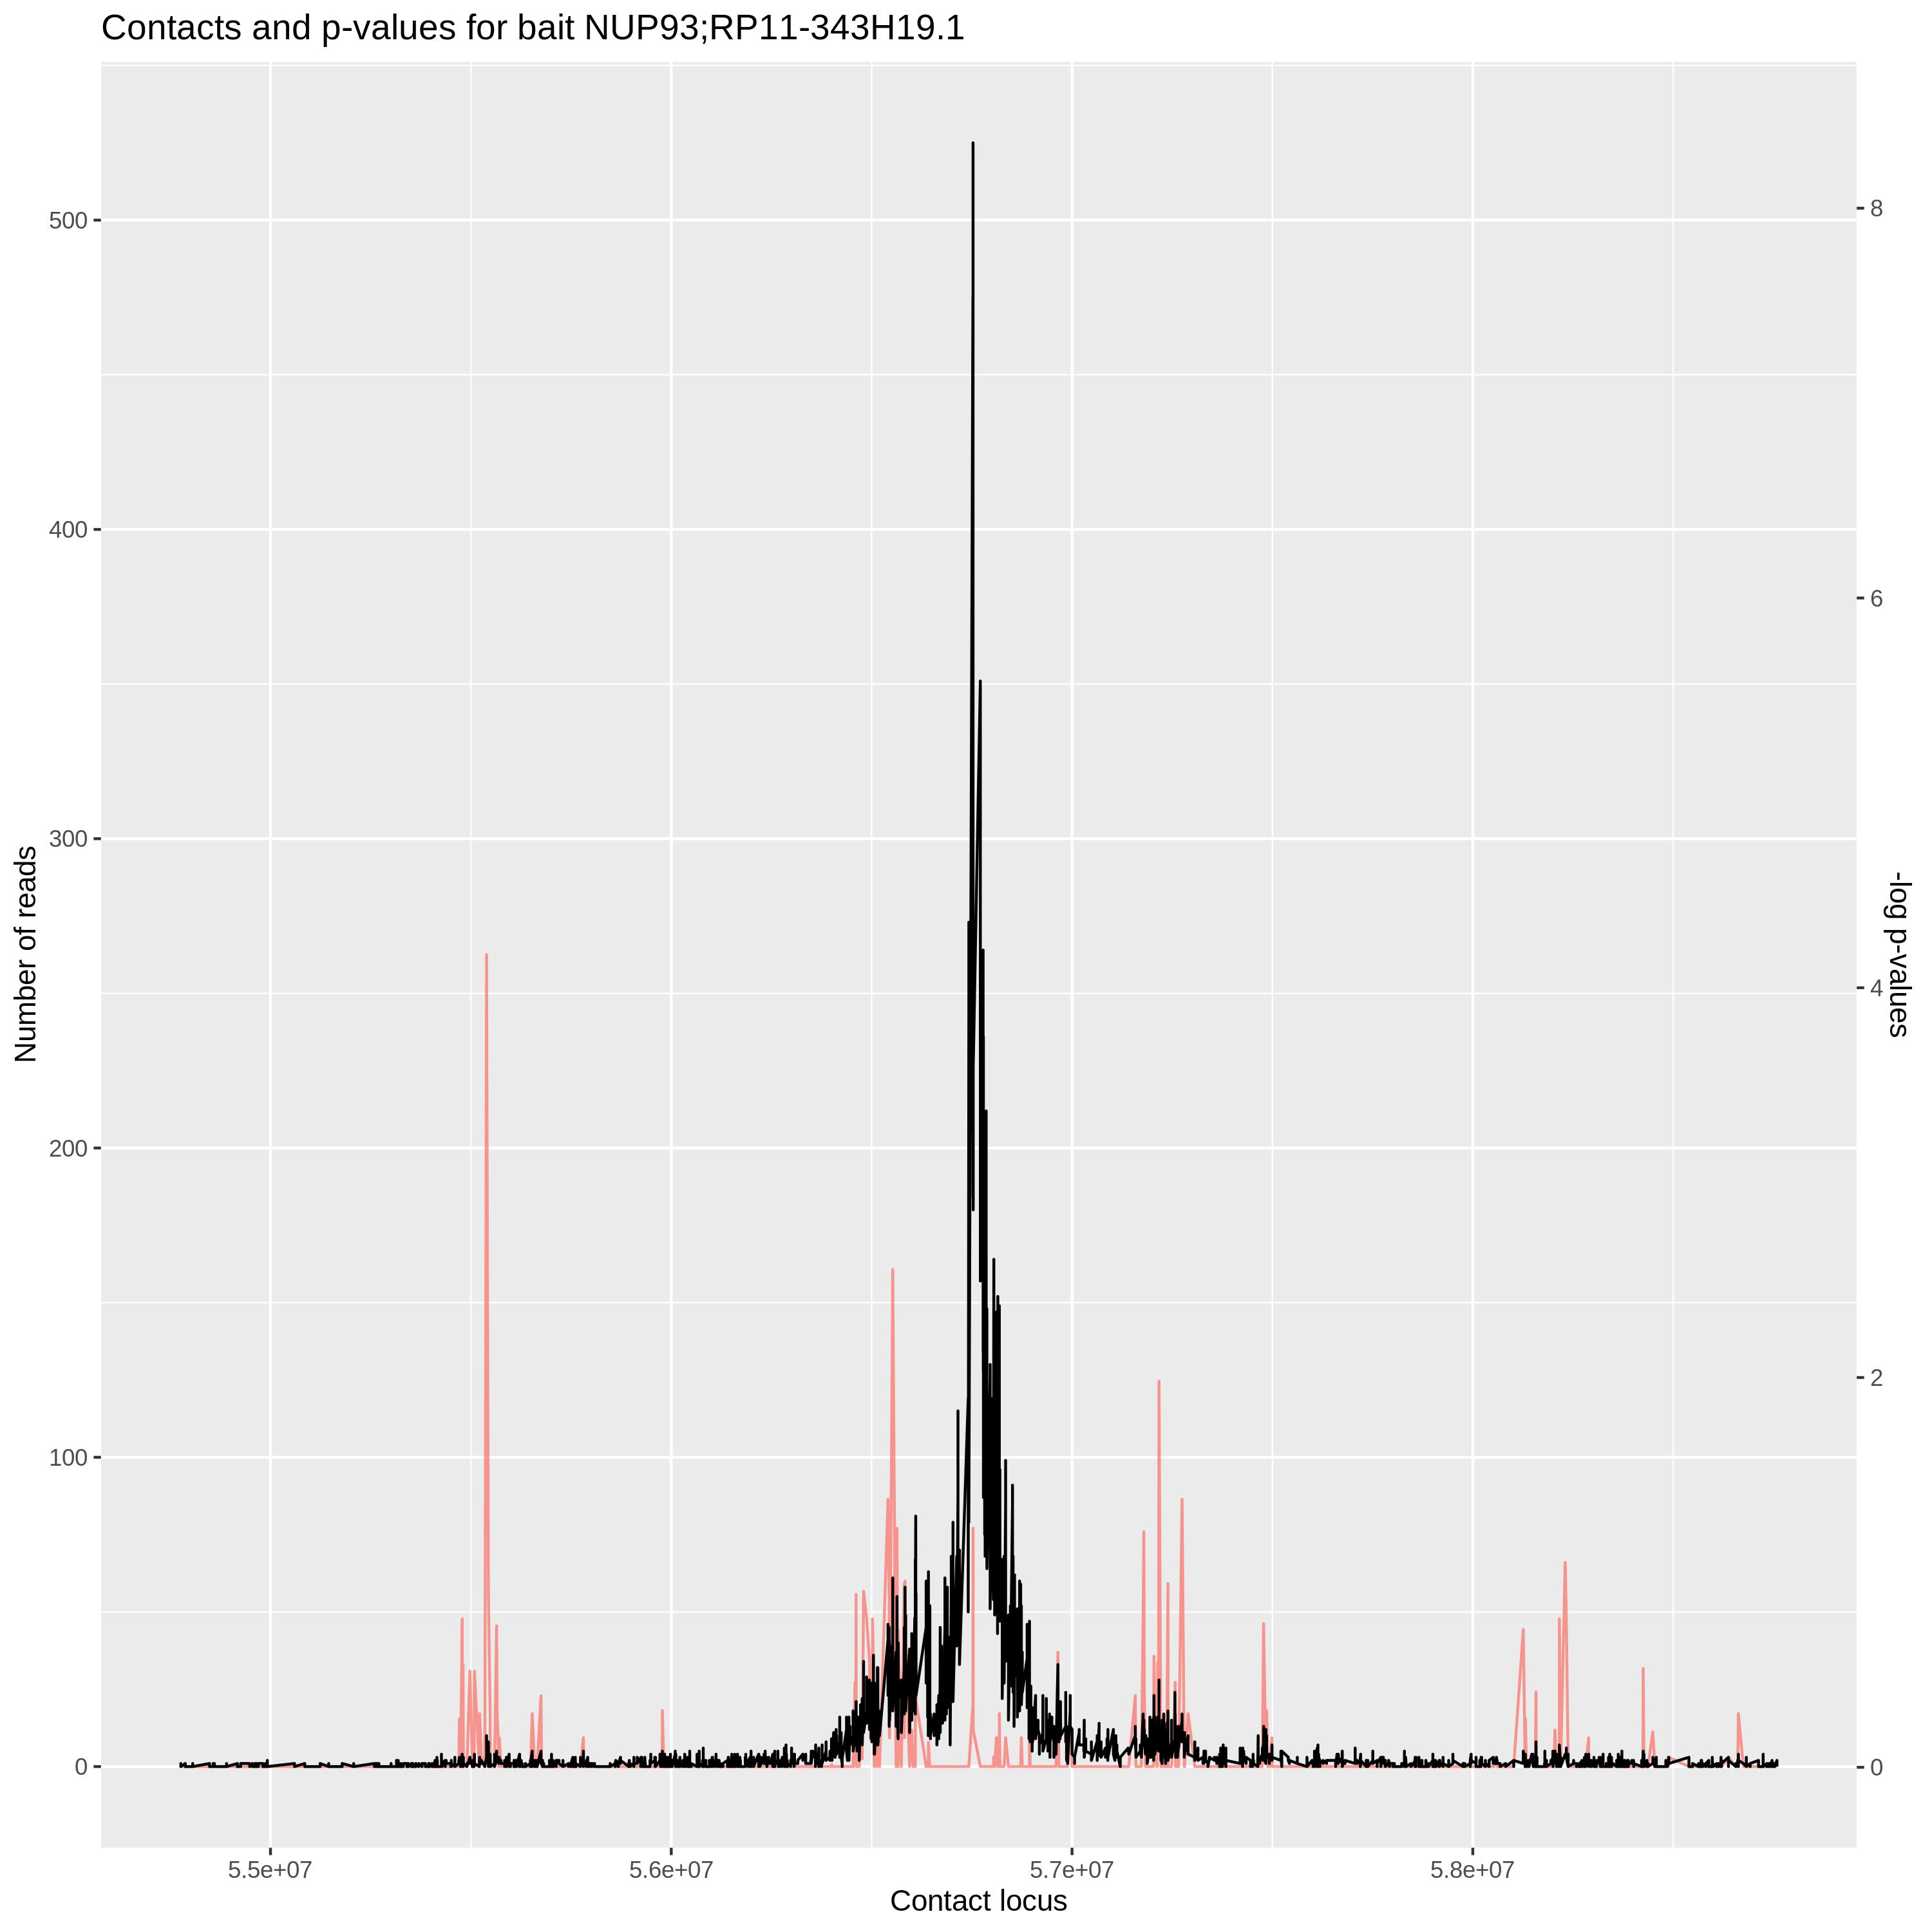 Contacts and p-values for bait NUP93;RP11-343H19.1
500
400
300
200
100
0
8
6
4
2
0
Number of reads
-log p-values
5.5e+07
5.6e+07
5.7e+07
5.8e+07
Contact locus